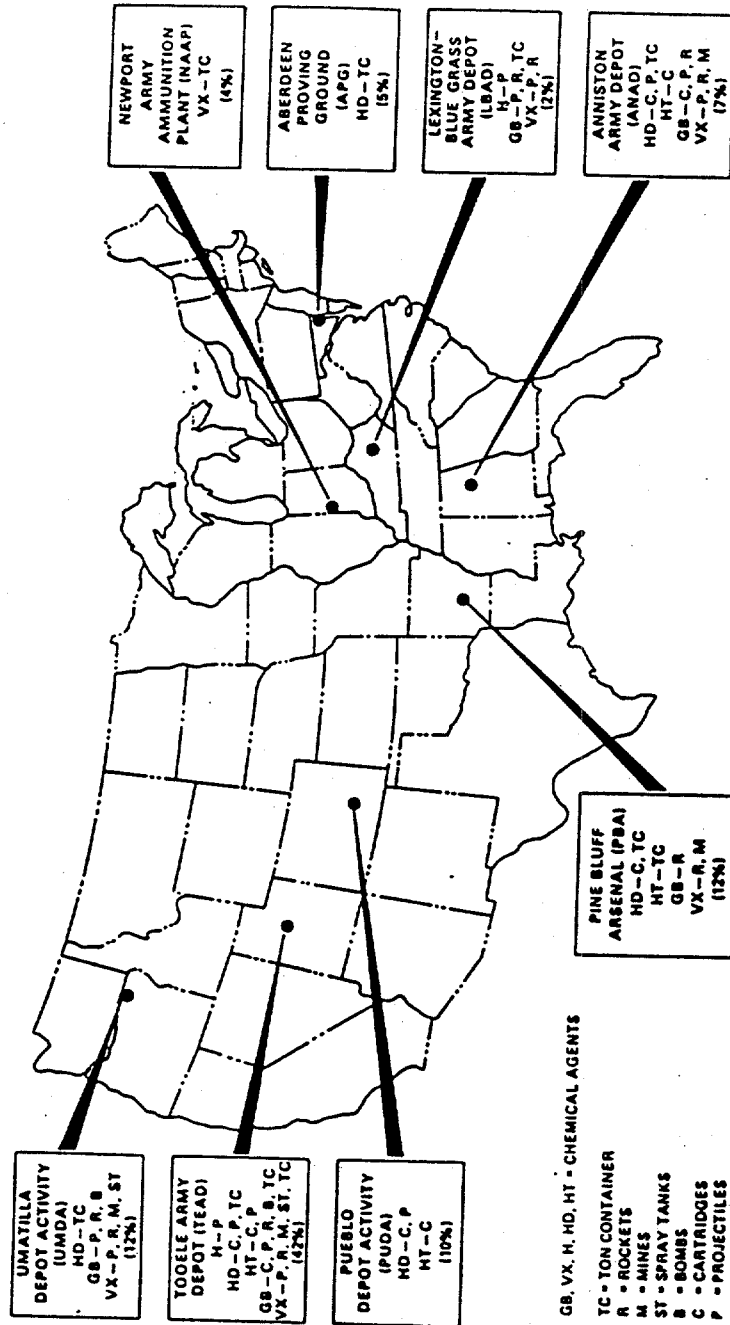 UMATILLA
DEPOT ACTIVITY
(UMDA)
HD-TC
GB-P, R, B
VX-P, R, M, ST
(12%)
TOOELE ARMY
DEPOT (TEAD)
H-P
HD-C, P, TC
HT-C, P
GB-C, P, R, B, TC
VX-P, R, M, ST, TC
(42%)
PUEBLO
DEPOT ACTIVITY
(PUDA)
HD-C, P
HT-C
(10%)
GB, VX, H, HD, HT = CHEMICAL AGENTS
TC = TON CONTAINER
R = ROCKETS
M = MINES
ST = SPRAY TANKS
B = BOMBS
C = CARTRIDGES
P = PROJECTILES
PINE BLUFF
ARSENAL (PBA)
HD-C, TC
HT-TC
GB-R
VX-R, M
(12%)
NEWPORT
ARMY
AMMUNITION
PLANT (NAAP)
VX-TC
(4%)
ABERDEEN
PROVING
GROUND
(APG)
HD-TC
(5%)
LEXINGTON-
BLUE GRASS
ARMY DEPOT
(LBAD)
H-P
GB-P, R, TC
VX-P, R
(2%)
ANNISTON
ARMY DEPOT
(ANAD)
HD-C, P, TC
HT-C
GB-C, P, R
VX-P, R, M
(7%)